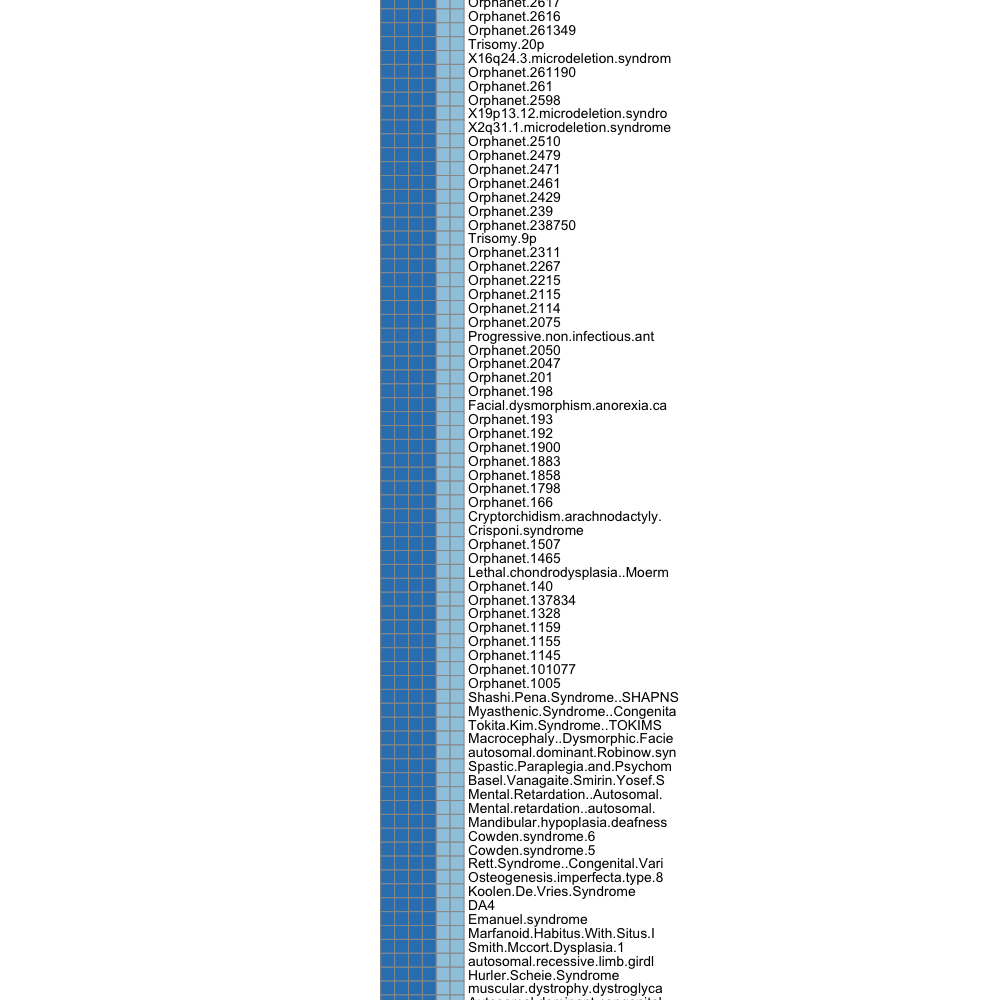 Orphanet.2617
Orphanet.2616
Orphanet.261349
Trisomy.20p
X16q24.3.microdeletion.syndrom
Orphanet.261190
Orphanet.261
Orphanet.2598
X19p13.12.microdeletion.syndro
X2q31.1.microdeletion.syndrome
Orphanet.2510
Orphanet.2479
Orphanet.2471
Orphanet.2461
Orphanet.2429
Orphanet.239
Orphanet.238750
Trisomy.9p
Orphanet.2311
Orphanet.2267
Orphanet.2215
Orphanet.2115
Orphanet.2114
Orphanet.2075
Progressive.non.infectious.ant
Orphanet.2050
Orphanet.2047
Orphanet.201
Orphanet.198
Facial.dysmorphism.anorexia.ca
Orphanet.193
Orphanet.192
Orphanet.1900
Orphanet.1883
Orphanet.1858
Orphanet.1798
Orphanet.166
Cryptorchidism.arachnodactyly.
Crisponi.syndrome
Orphanet.1507
Orphanet.1465
Lethal.chondrodysplasia..Moerm
Orphanet.140
Orphanet.137834
Orphanet.1328
Orphanet.1159
Orphanet.1155
Orphanet.1145
Orphanet.101077
Orphanet.1005
Shashi.Pena.Syndrome..SHAPNS
Myasthenic.Syndrome..Congenita
Tokita.Kim.Syndrome..TOKIMS
Macrocephaly..Dysmorphic.Facie
autosomal.dominant.Robinow.syn
Spastic.Paraplegia.and.Psychom
Basel.Vanagaite.Smirin.Yosef.S
Mental.Retardation..Autosomal.
Mental.retardation..autosomal.
Mandibular.hypoplasia.deafness
Cowden.syndrome.6
Cowden.syndrome.5
Rett.Syndrome..Congenital.Vari
Osteogenesis.imperfecta.type.8
Koolen.De.Vries.Syndrome
DA4
Emanuel.syndrome
Marfanoid.Habitus.With.Situs.I
Smith.Mccort.Dysplasia.1
autosomal.recessive.limb.girdl
Hurler.Scheie.Syndrome
muscular.dystrophy.dystroglyca